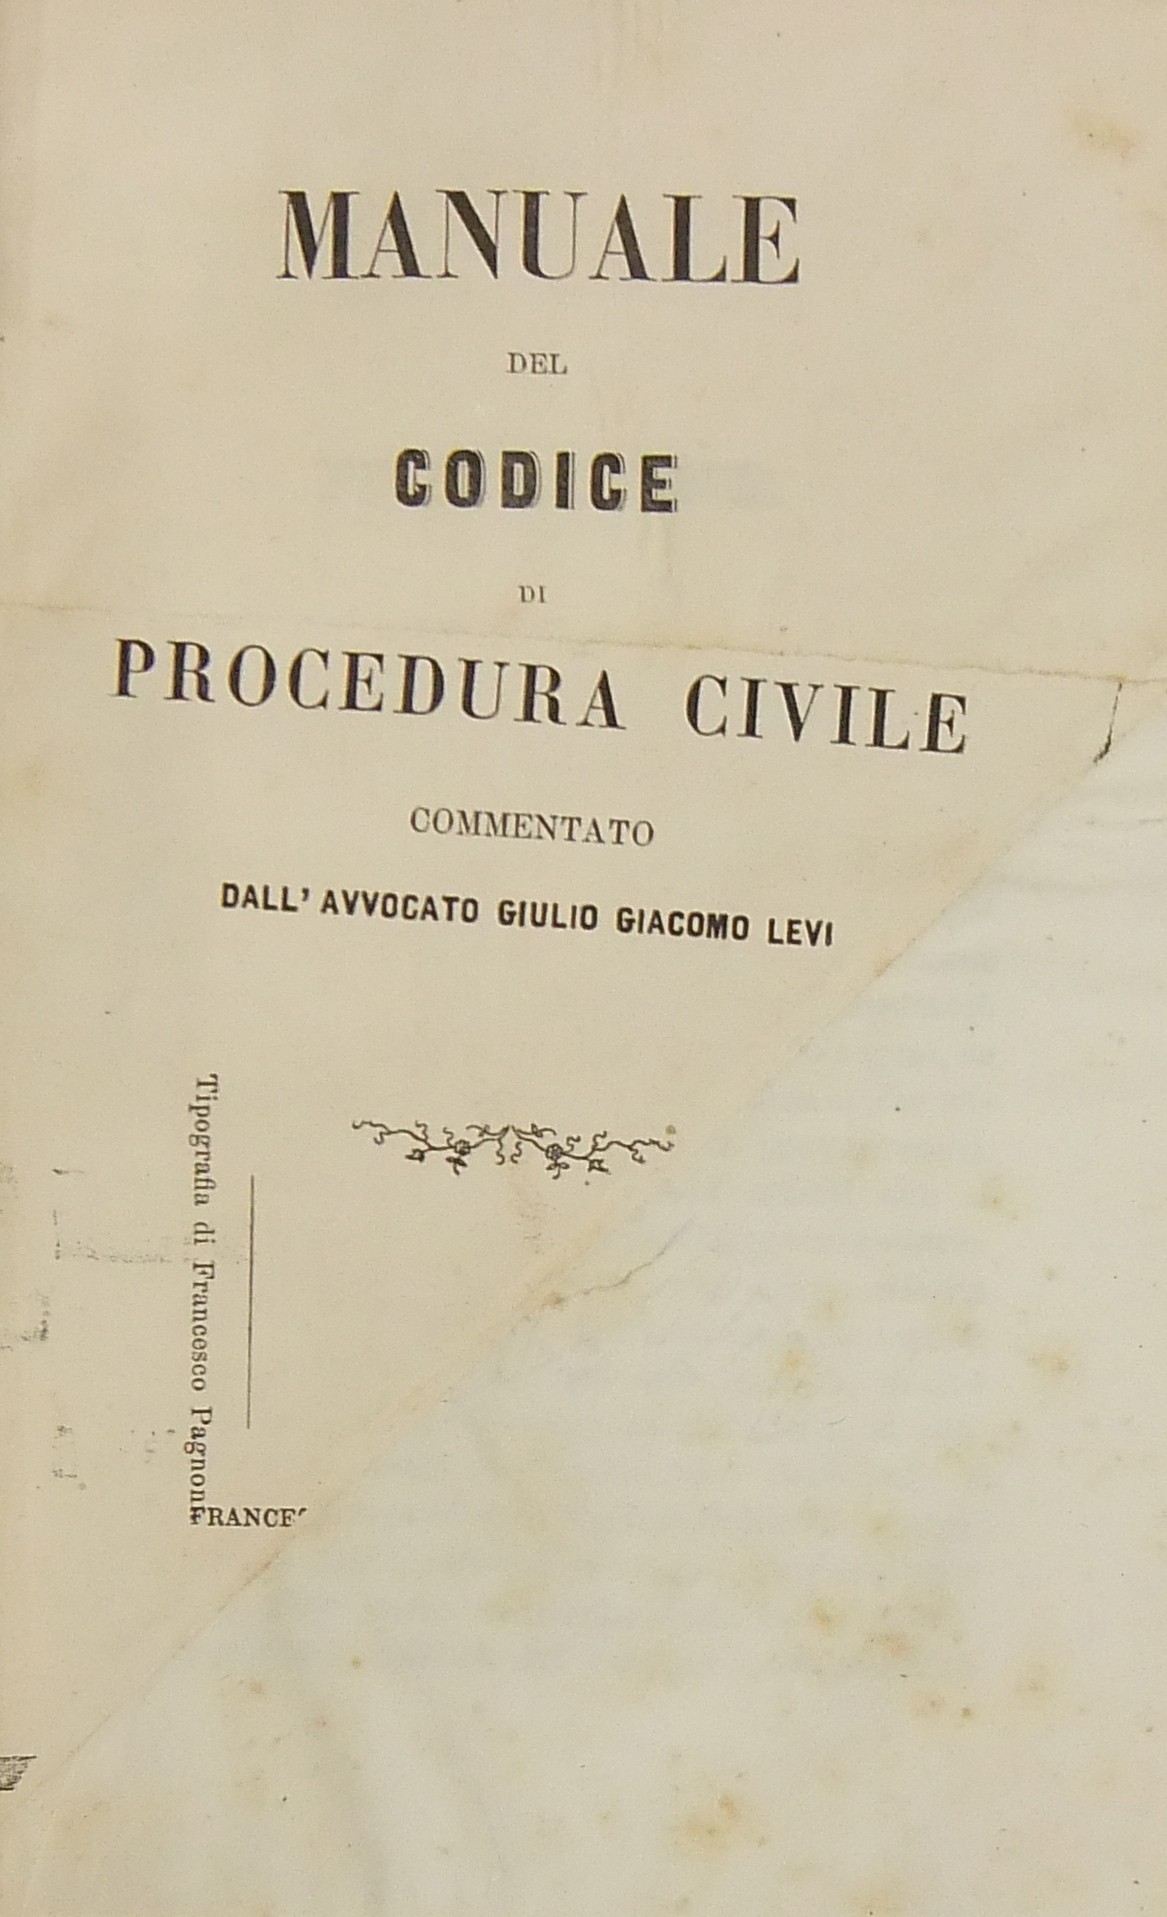 MANUALE
DEL
CODICE
DI
PROCEDURA CIVILE
COMMENTATO
DALL' AVVOCATO GIULIO GIACOMO LEVI
Tipografia di Francesco Pagnoni